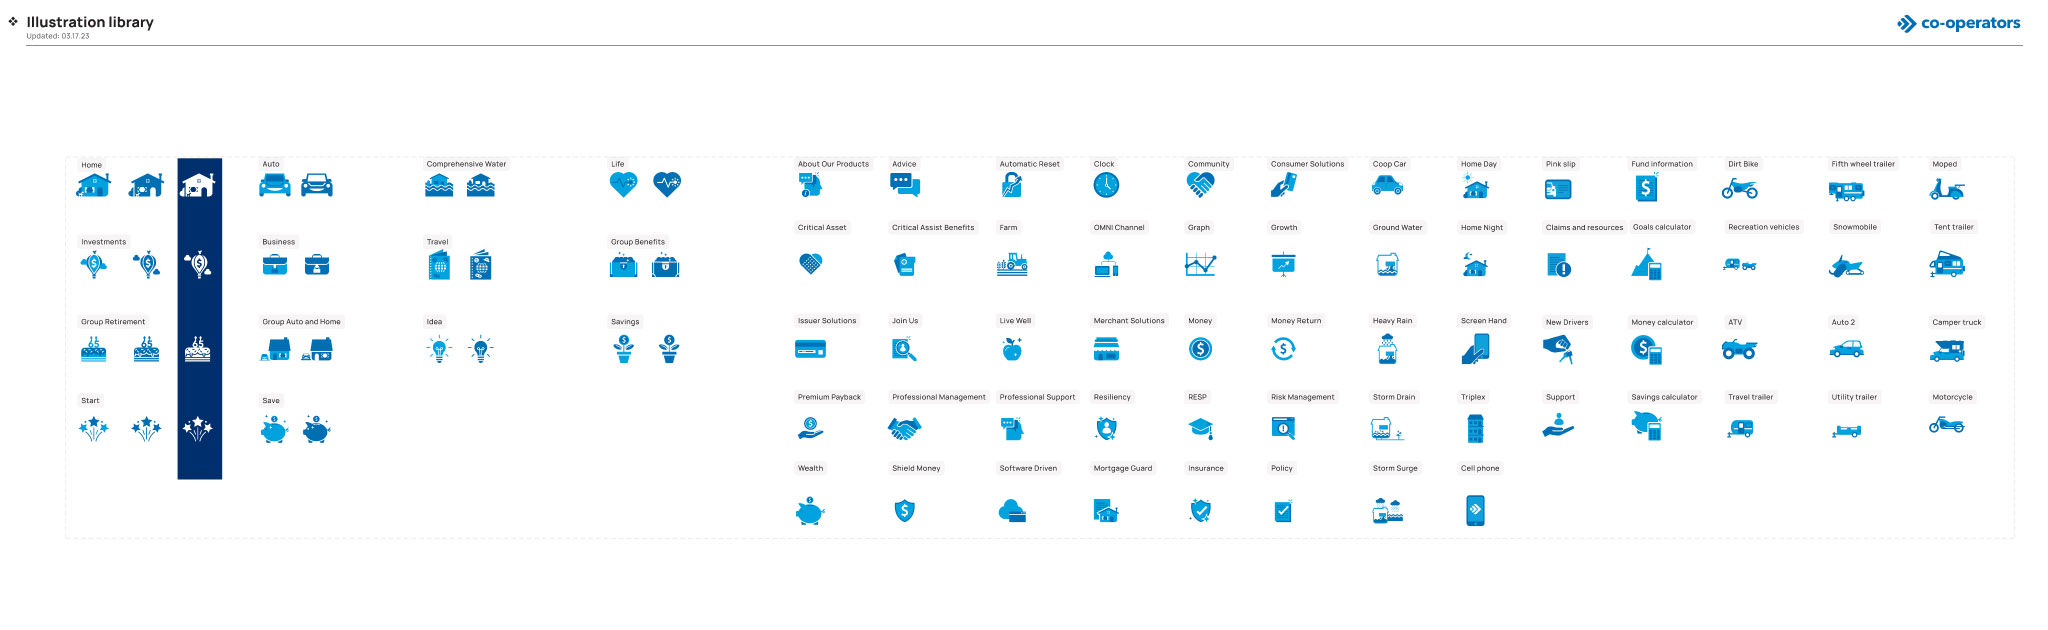 Illustration library
Updated: 03.17.23
co-operators
Home
Auto
Comprehensive Water
Life
About Our Products
Advice
Automatic Reset
Clock
Community
Consumer Solutions
Coop Car
Home Day
Pink slip
Fund information
Dirt Bike
Fifth wheel trailer
Moped
Critical Asset
Critical Assist Benefits
Farm
OMNI Channel
Graph
Growth
Ground Water
Home Night
Claims and resources
Goals calculator
Recreation vehicles
Snowmobile
Tent trailer
Investments
Business
Travel
Group Benefits
Group Retirement
Group Auto and Home
Idea
Savings
Issuer Solutions
Join Us
Live Well
Merchant Solutions
Money
Money Return
Heavy Rain
Screen Hand
New Drivers
Money calculator
ATV
Auto 2
Camper truck
65
65
65
Start
Save
Premium Payback
Professional Management
Professional Support
Resiliency
RESP
Risk Management
Storm Drain
Triplex
Support
Savings calculator
Travel trailer
Utility trailer
Motorcycle
Wealth
Shield Money
Software Driven
Mortgage Guard
Insurance
Policy
Storm Surge
Cell phone